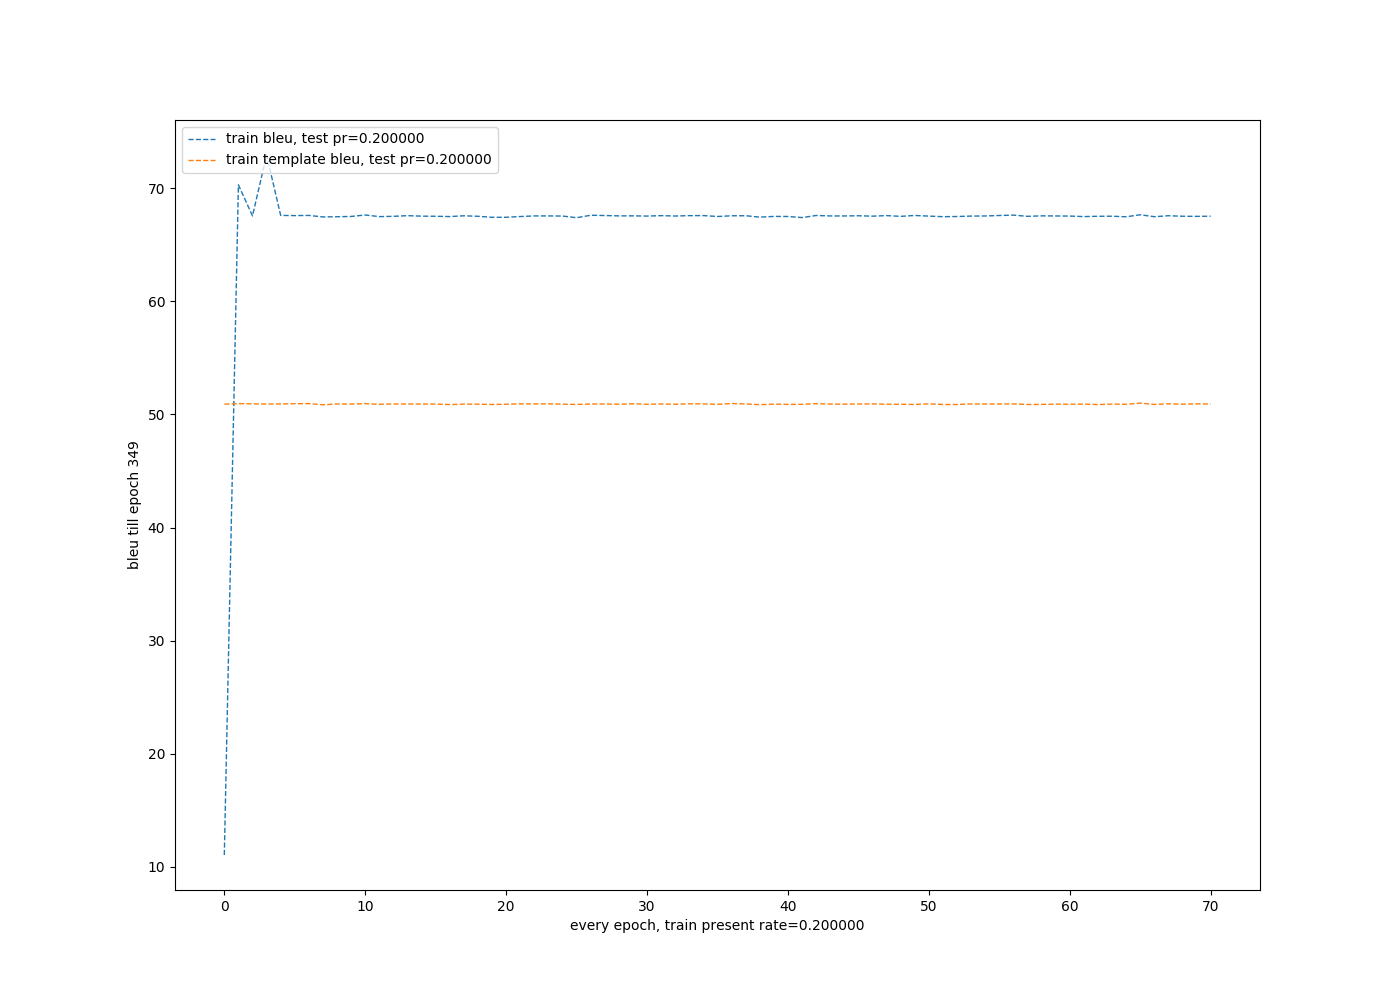 train bleu, test pr=0.200000
train template bleu, test pr=0.200000
70
60
50
40
30
20
10
bleu till epoch 349
0 10 20 30 40 50 60 70
every epoch, train present rate=0.200000